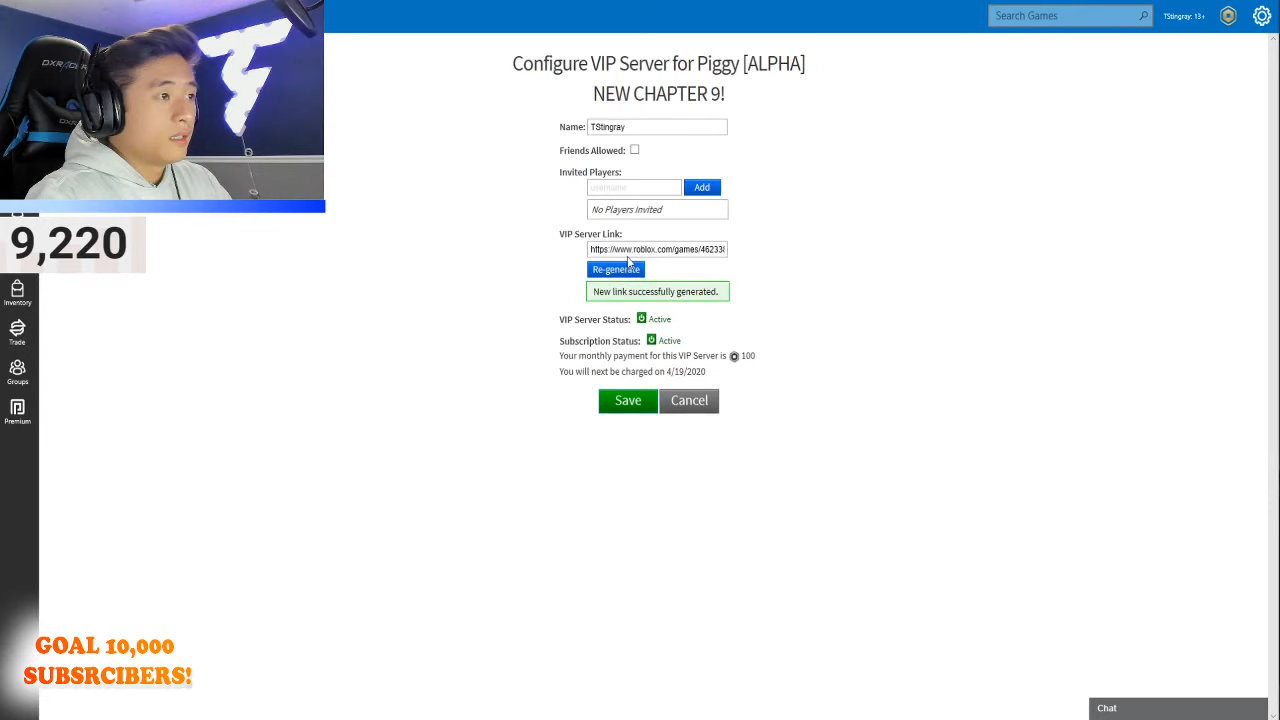 Search Games
TStingray: 13+
DXRACER
T
Configure VIP Server for Piggy [ALPHA]
NEW CHAPTER 9!
Name: TStingray
Friends Allowed:
Invited Players:
username Add
No Players Invited
VIP Server Link:
https://www.roblox.com/games/46233
Re-generate
New link successfully generated.
VIP Server Status: Active
Subscription Status: Active
Your monthly payment for this VIP Server is 100
You will next be charged on 4/19/2020
Save Cancel
9,220
Inventory
Trade
Groups
Premium
GOAL 10,000
SUBSRCIBERS!
Chat